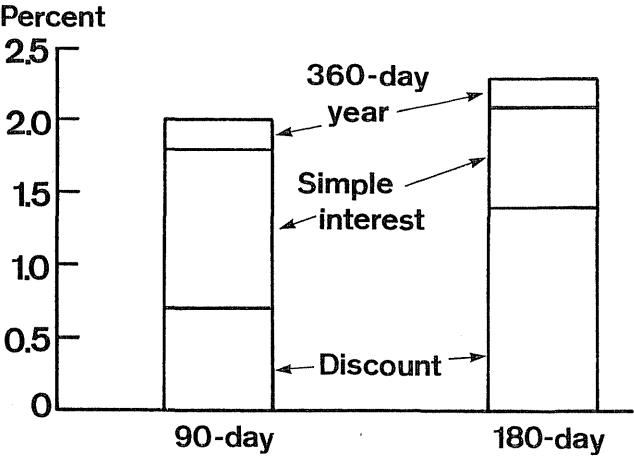 Percent
2.5
2.0
1.5
1.0
0.5
0
360-day
year
Simple
interest
Discount
90-day
180-day